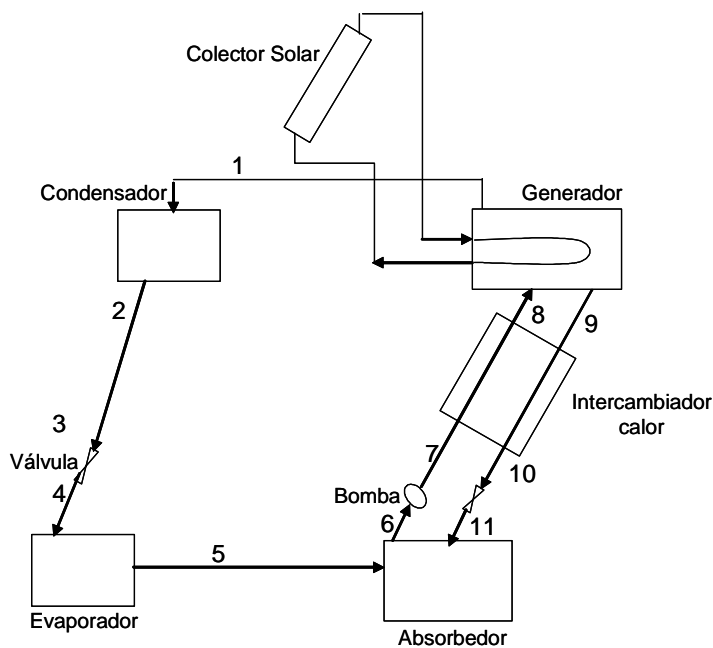 Colector Solar
1
Condensador
Generador
2
8
9
3
Intercambiador
calor
Válvula
7
10
4
Bomba
6
11
5
Evaporador
Absorbedor